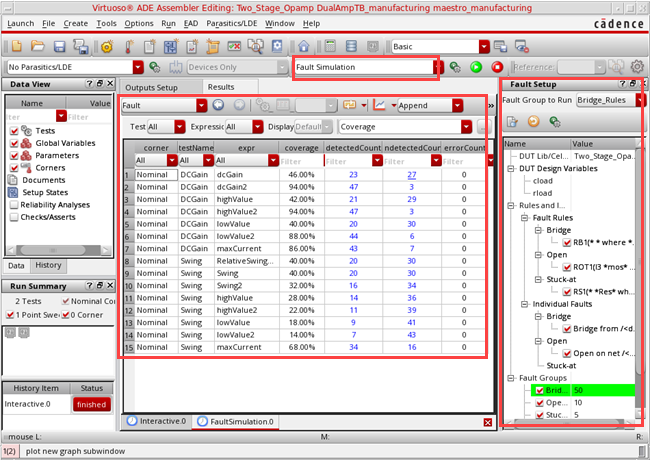 Virtuoso® ADE Assembler Editing: Two_Stage_Opamp DualAmpTB_manufacturing maestro_manufacturing
Launch File Create Tools Options Run EAD Parasitics/LDE Window Help
cādence
Basic
No Parasitics/LDE Devices Only Fault Simulation Reference:
Data View
Name Value
Filter Filter
Tests
Global Variables
Parameters
Corners
Documents
Setup States
Reliability Analyses
Checks/Asserts
Data History
Run Summary
2 Tests Nominal Co
1 Point Swe 0 Corner
History Item Status
Interactive.0 finished
Outputs Setup Results
Fault Append »
Test All Expressio All Display Default Coverage ...
corner testName expr coverage detectedCount ndetectedCoun errorCount
All All All Filter Filter Filter Filter
1 Nominal DCGain dcGain 46.00% 23 27 0
2 Nominal DCGain dcGain2 94.00% 47 3 0
3 Nominal DCGain highValue 42.00% 21 29 0
4 Nominal DCGain highValue2 94.00% 47 3 0
5 Nominal DCGain lowValue 40.00% 20 30 0
6 Nominal DCGain lowValue2 88.00% 44 6 0
7 Nominal DCGain maxCurrent 86.00% 43 7 0
8 Nominal Swing RelativeSwing... 40.00% 20 30 0
9 Nominal Swing Swing 40.00% 20 30 0
10 Nominal Swing Swing2 32.00% 16 34 0
11 Nominal Swing highValue 28.00% 14 36 0
12 Nominal Swing highValue2 22.00% 11 39 0
13 Nominal Swing lowValue 18.00% 9 41 0
14 Nominal Swing lowValue2 14.00% 7 43 0
15 Nominal Swing maxCurrent 68.00% 34 16 0
Interactive.0 FaultSimulation.0
Fault Setup
Fault Group to Run Bridge_Rules
Name Value
DUT Lib/Cel... Two_Stage_Opa...
DUT Design Variables
cload
rload
Rules and I...
Fault Rules
Bridge
RB1(* * where *
Open
ROT1(I3 *mos* .
Stuck-at
RS1(* *Res* wh
Individual Faults
Bridge
Bridge from /<d
Open
Open on net /<
Stuck-at
Fault Groups
Brid... 50
Ope... 10
Stuc... 5
mouse L: M: R:
1(2) plot new graph subwindow